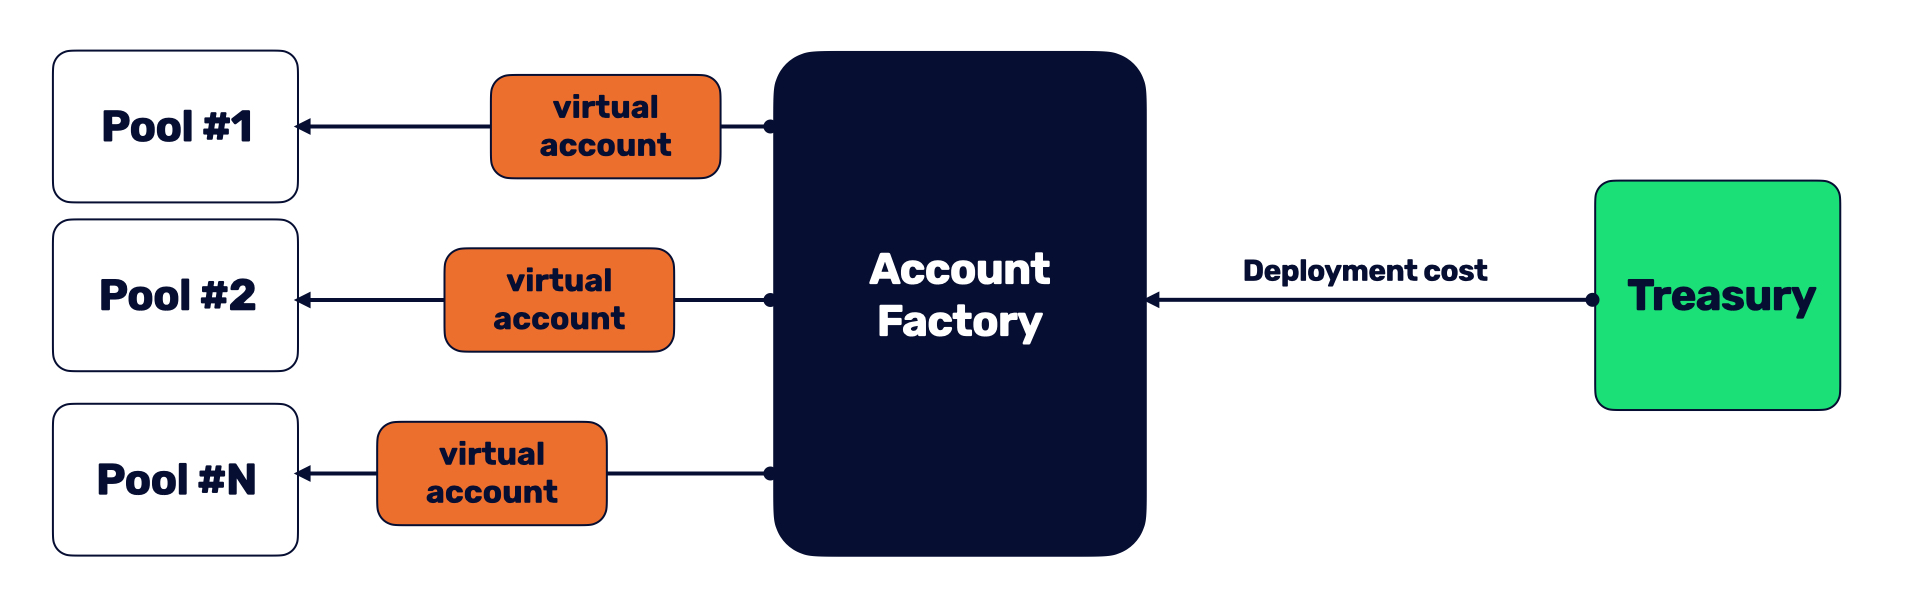 Pool #1
virtual
account
Pool #2
virtual
account
Pool #N
virtual
account
Account
Factory
Deployment cost
Treasury